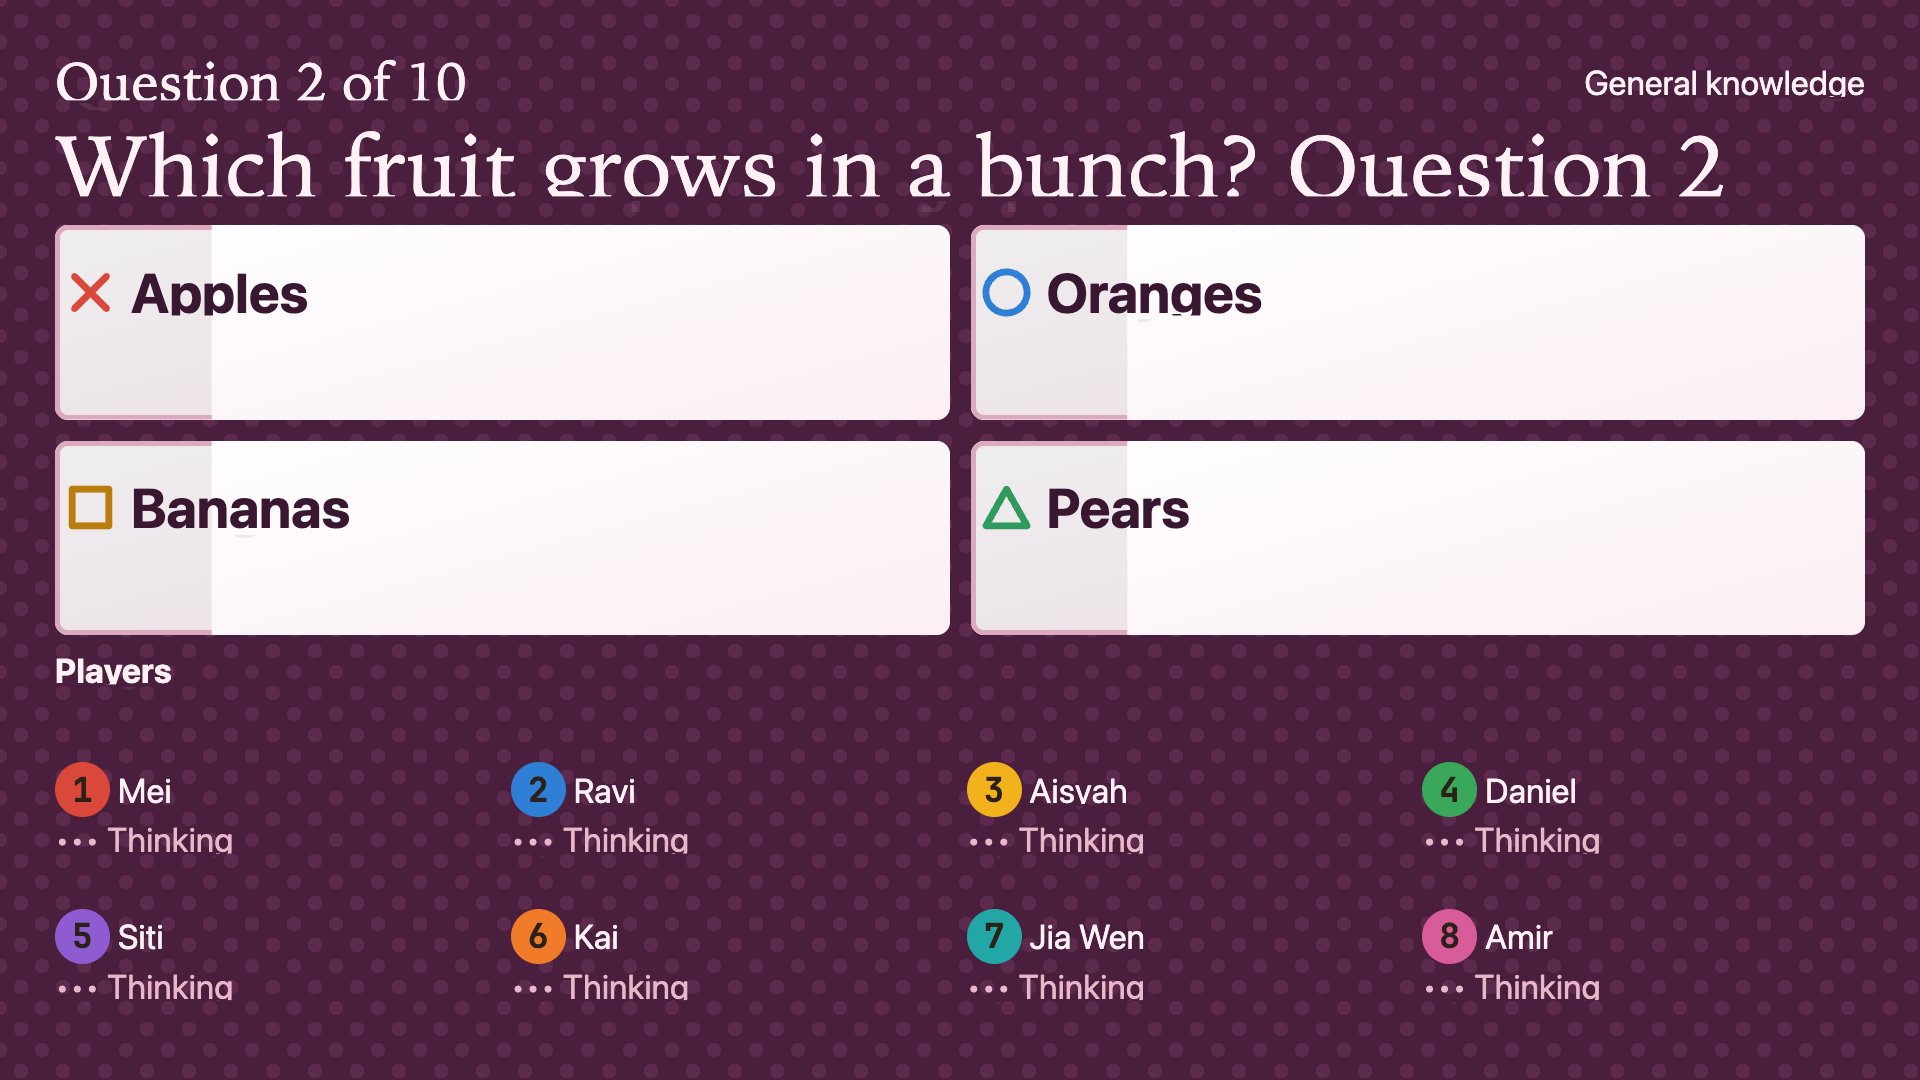 Question 2 of 10
General knowledge
Which fruit grows in a bunch? Question 2
Apples
Oranges
Bananas
Pears
Players
1 Mei
... Thinking
2 Ravi
... Thinking
3 Aisyah
... Thinking
4 Daniel
... Thinking
5 Siti
... Thinking
6 Kai
... Thinking
7 Jia Wen
... Thinking
8 Amir
... Thinking